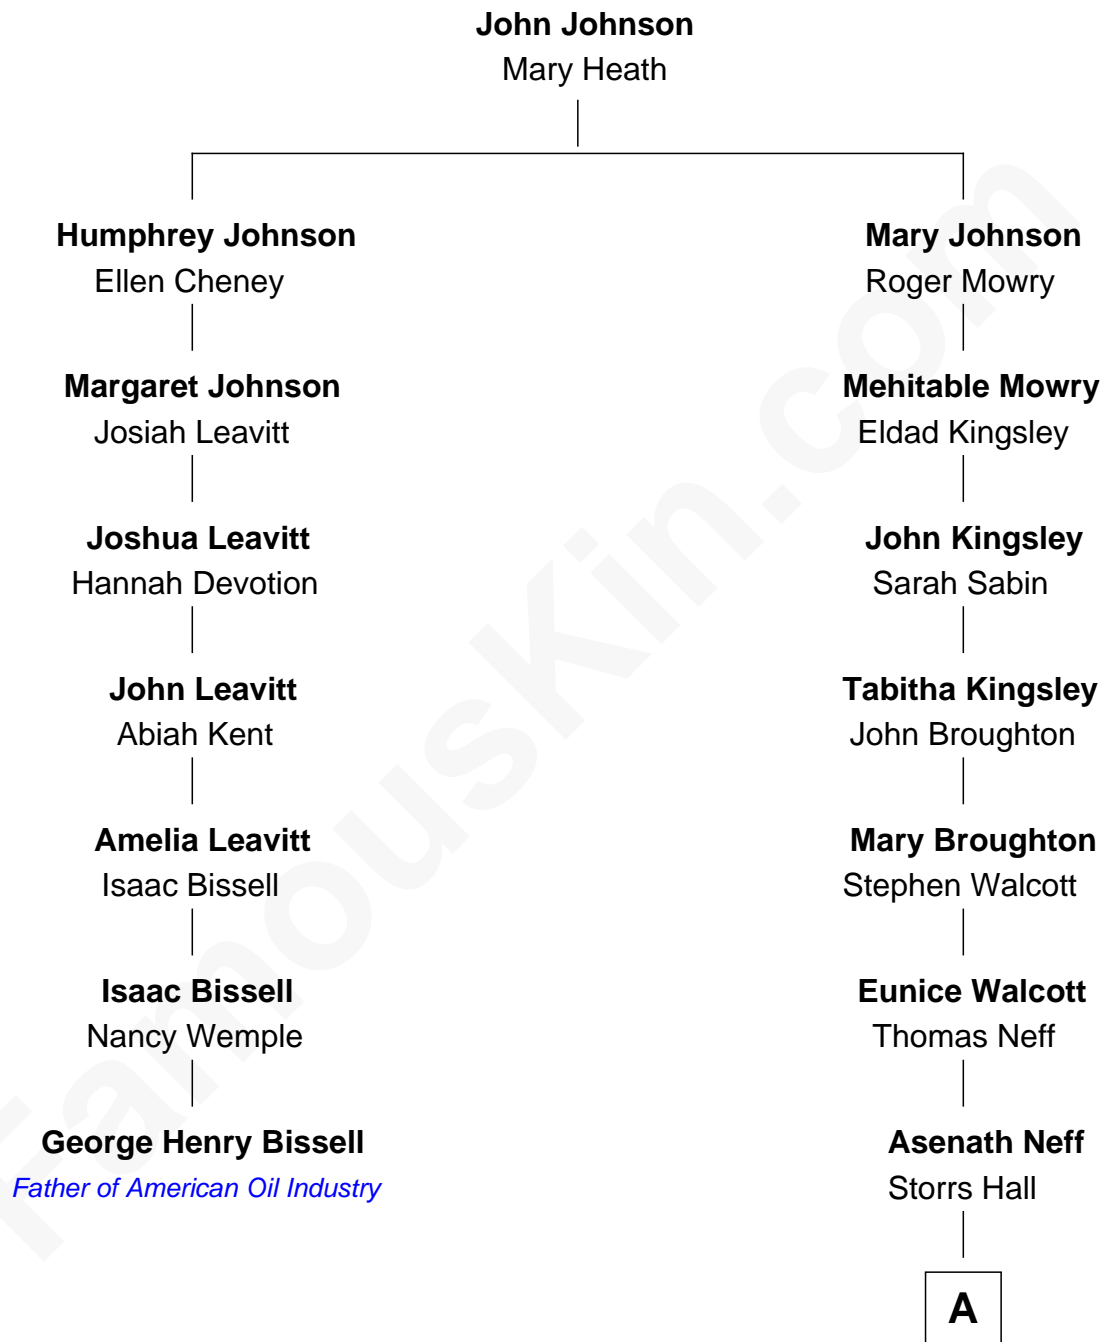 John Johnson
Mary Heath
Humphrey Johnson
Ellen Cheney
Margaret Johnson
Josiah Leavitt
Joshua Leavitt
Hannah Devotion
John Leavitt
Abiah Kent
Amelia Leavitt
Isaac Bissell
Isaac Bissell
Nancy Wemple
George Henry Bissell
Father of American Oil Industry
Mary Johnson
Roger Mowry
Mehitable Mowry
Eldad Kingsley
John Kingsley
Sarah Sabin
Tabitha Kingsley
John Broughton
Mary Broughton
Stephen Walcott
Eunice Walcott
Thomas Neff
Asenath Neff
Storrs Hall
A
FamousKin.com